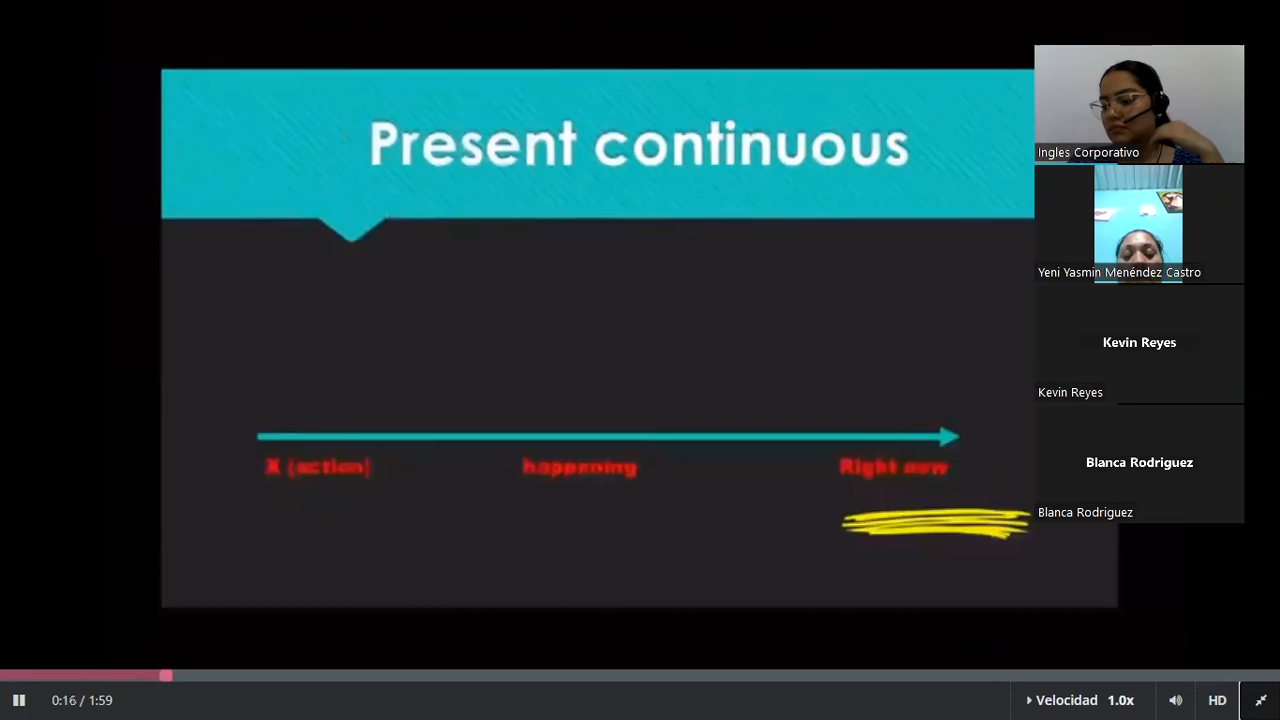 Present continuous
X (action)
happening
Right now
Ingles Corporativo
Yeni Yasmin Menéndez Castro
Kevin Reyes
Kevin Reyes
Blanca Rodriguez
Blanca Rodriguez
0:16 / 1:59
Velocidad 1.0x
HD